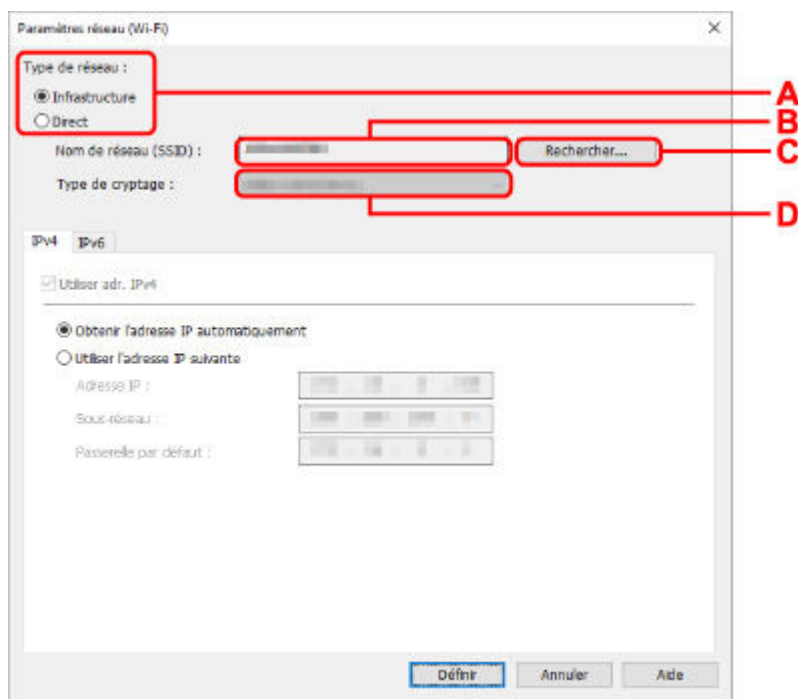 Paramètres réseau (Wi-Fi)
Type de réseau :
Infrastructure
A
Direct
B
Nom de réseau (SSID) :
Rechercher...
C
Type de cryptage :
D
IPv4 IPv6
Utiliser adr. IPv4
Obtenir l'adresse IP automatiquement
Utiliser l'adresse IP suivante
Adresse IP :
Sous-réseau :
Passerelle par défaut :
Définir Annuler Aide